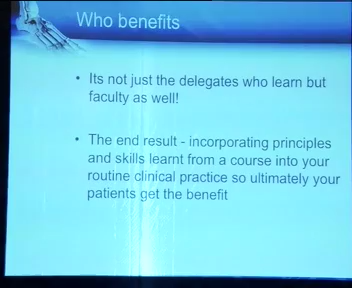 Who benefits
• Its not just the delegates who learn but
faculty as well!
• The end result - incorporating principles
and skills learnt from a course into your
routine clinical practice so ultimately your
patients get the benefit